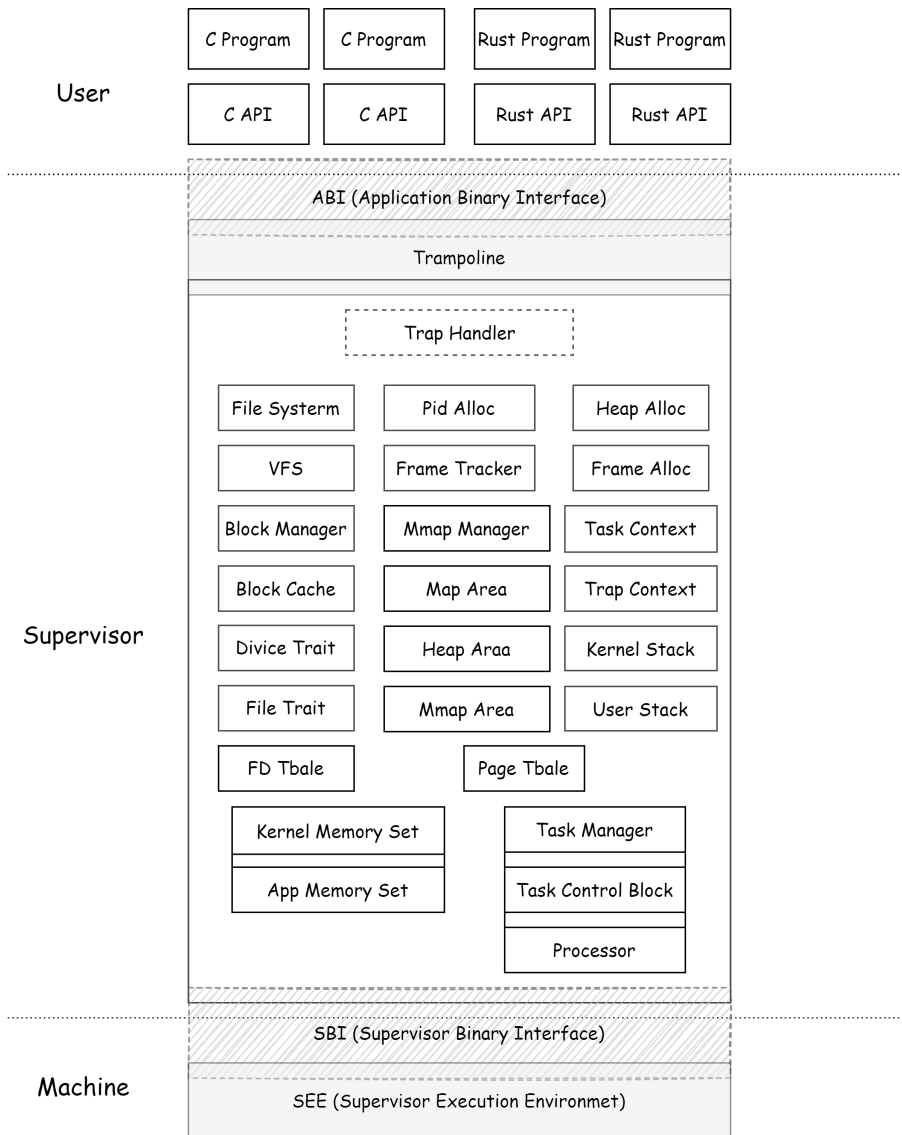 C Program
C Program
Rust Program
Rust Program
User
C API
C API
Rust API
Rust API
ABI (Application Binary Interface)
Trampoline
Trap Handler
File Systerm
Pid Alloc
Heap Alloc
VFS
Frame Tracker
Frame Alloc
Block Manager
Mmap Manager
Task Context
Block Cache
Map Area
Trap Context
Supervisor
Divice Trait
Heap Araa
Kernel Stack
File Trait
Mmap Area
User Stack
FD Tbale
Page Tbale
Kernel Memory Set
Task Manager
App Memory Set
Task Control Block
Processor
SBI (Supervisor Binary Interface)
Machine
SEE (Supervisor Execution Environmet)